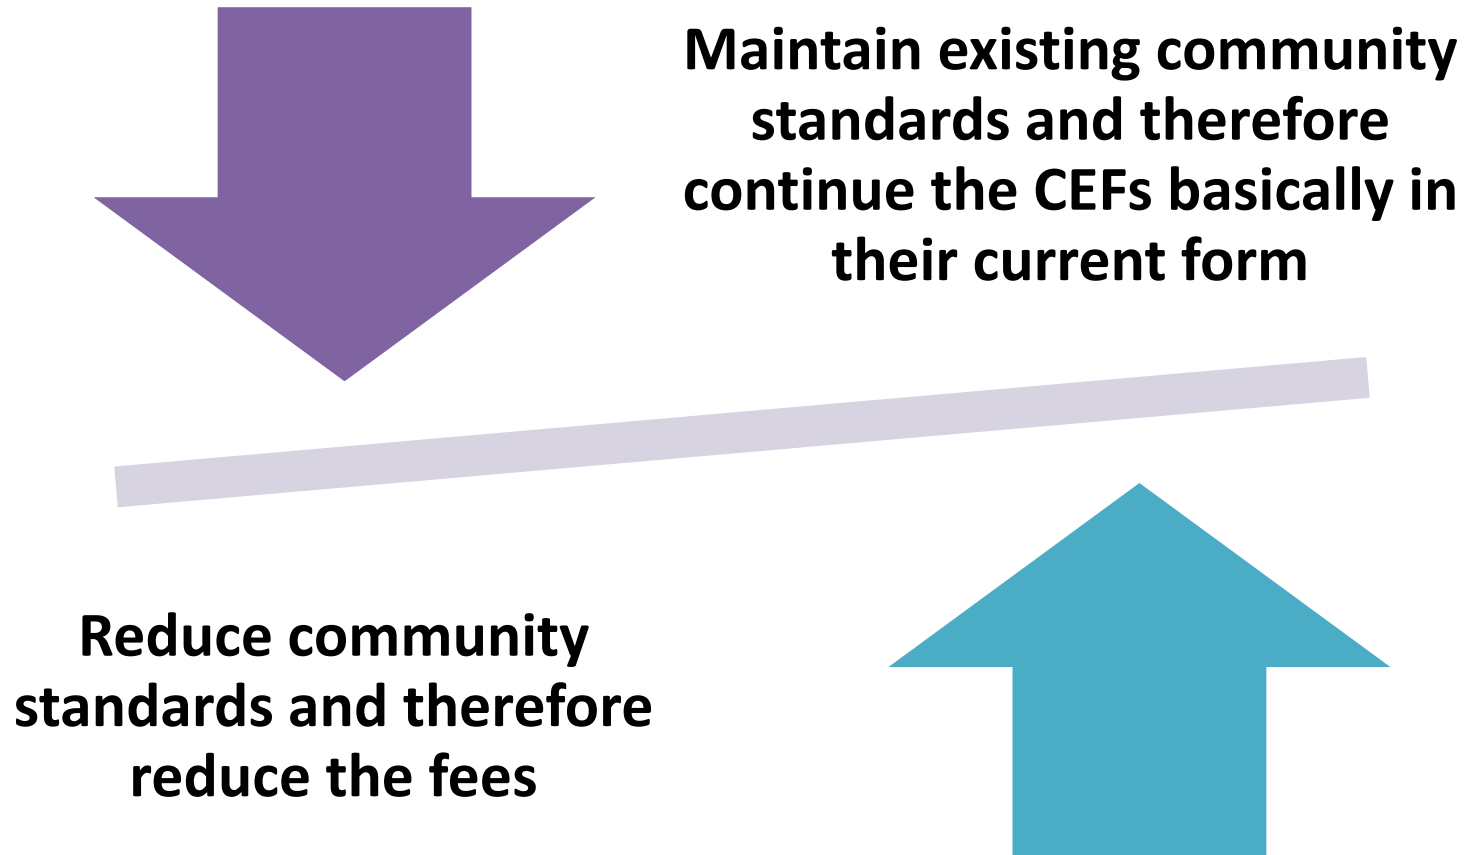 Maintain existing community
standards and therefore
continue the CEFs basically in
their current form
Reduce community
standards and therefore
reduce the fees